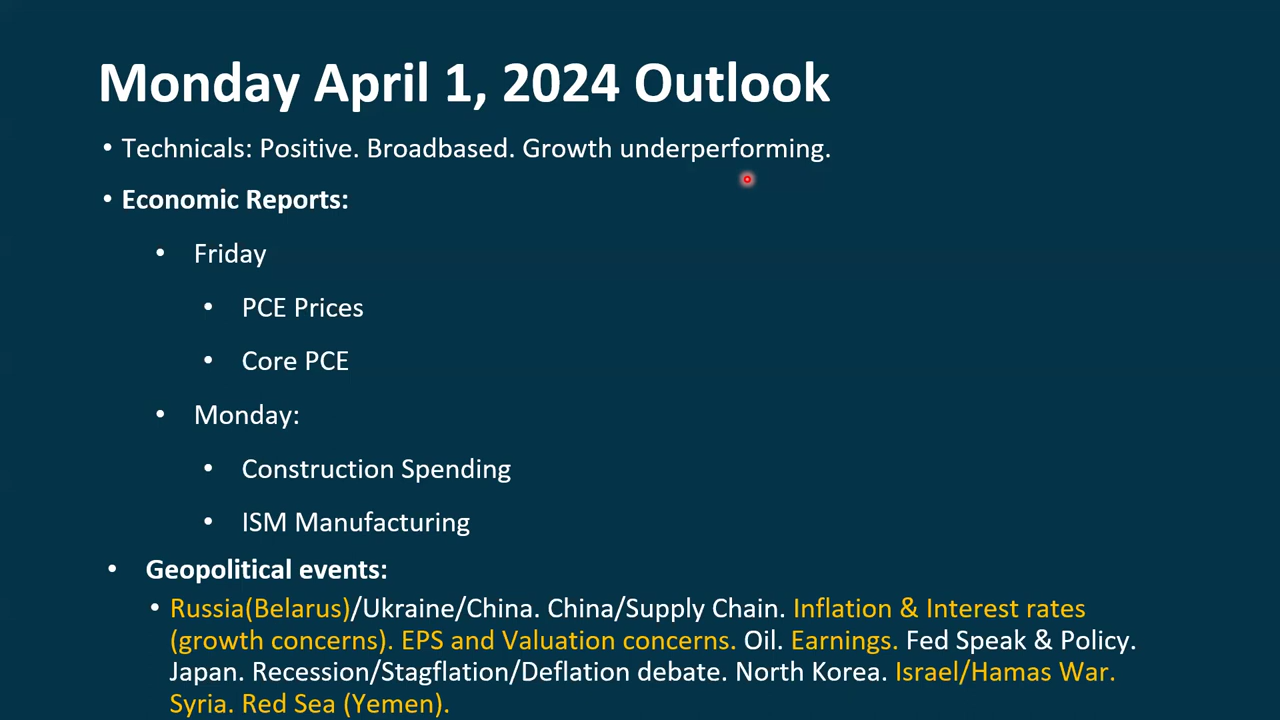 Monday April 1, 2024 Outlook
• Technicals: Positive. Broadbased. Growth underperforming.
• Economic Reports:
• Friday
• PCE Prices
• Core PCE
• Monday:
• Construction Spending
• ISM Manufacturing
• Geopolitical events:
• Russia(Belarus)/Ukraine/China. China/Supply Chain. Inflation & Interest rates
(growth concerns). EPS and Valuation concerns. Oil. Earnings. Fed Speak & Policy.
Japan. Recession/Stagflation/Deflation debate. North Korea. Israel/Hamas War.
Syria. Red Sea (Yemen).